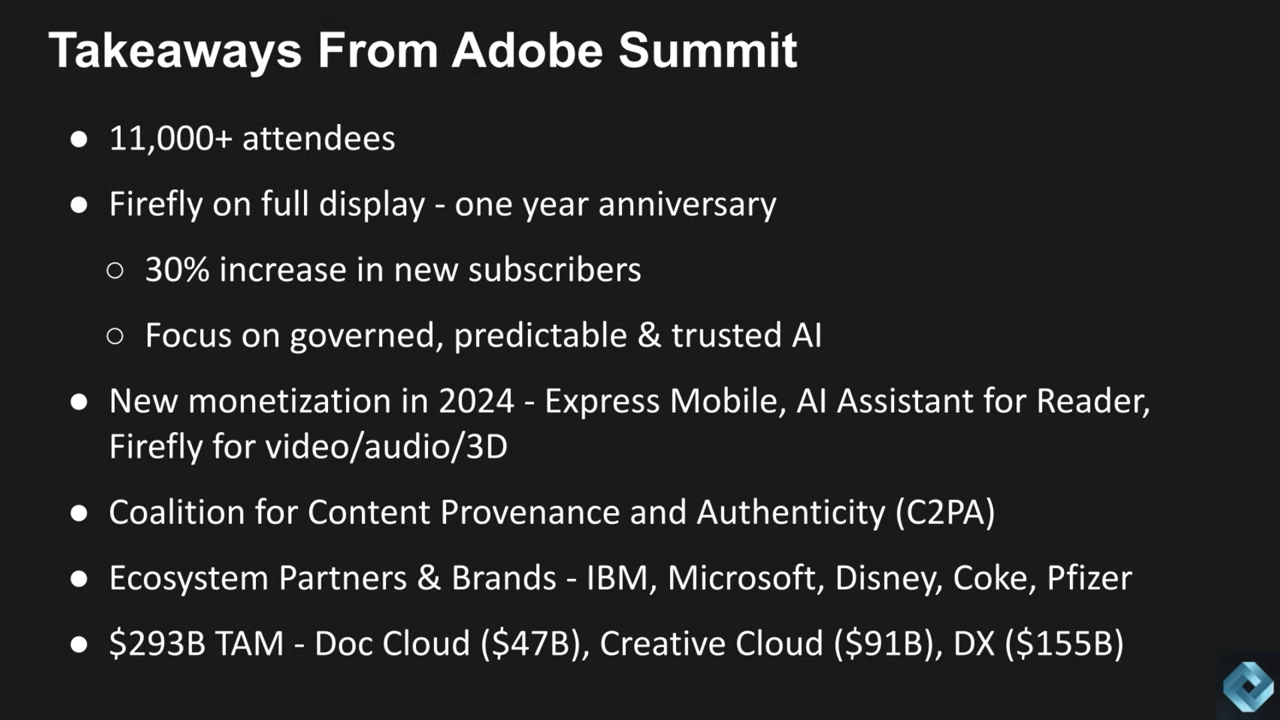 Takeaways From Adobe Summit
● 11,000+ attendees
● Firefly on full display - one year anniversary
○ 30% increase in new subscribers
○ Focus on governed, predictable & trusted AI
● New monetization in 2024 - Express Mobile, AI Assistant for Reader,
Firefly for video/audio/3D
● Coalition for Content Provenance and Authenticity (C2PA)
● Ecosystem Partners & Brands - IBM, Microsoft, Disney, Coke, Pfizer
● $293B TAM - Doc Cloud ($47B), Creative Cloud ($91B), DX ($155B)